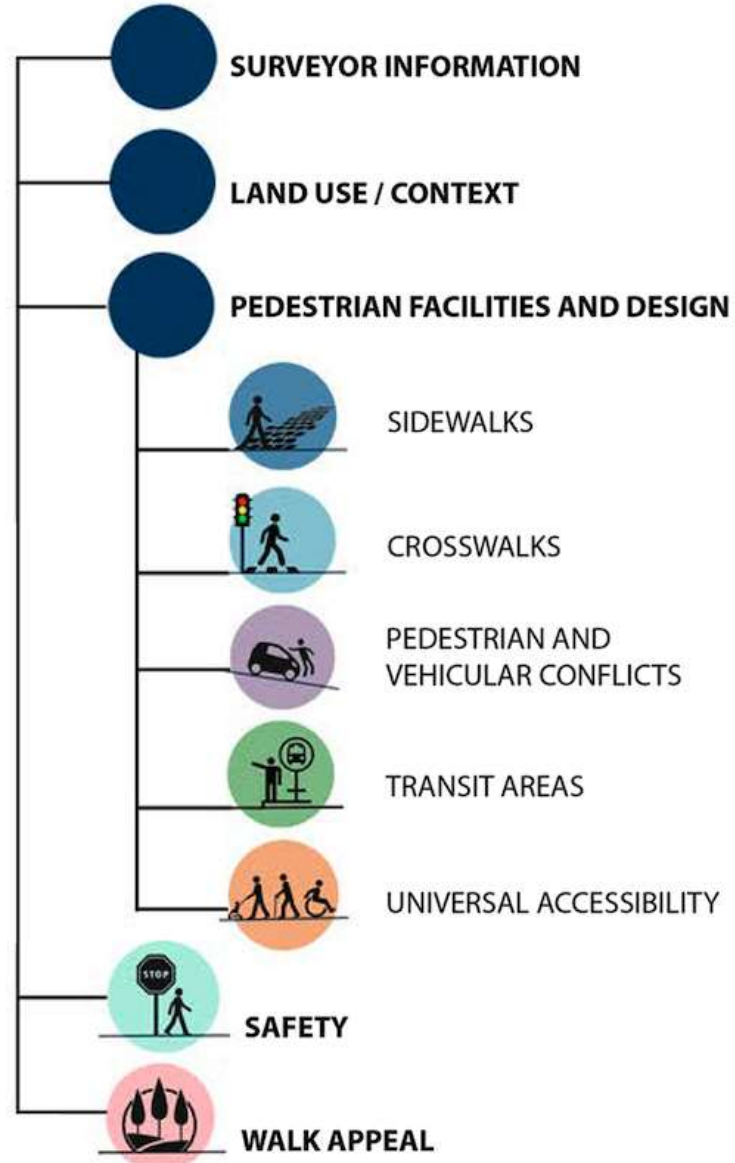 SURVEYOR INFORMATION
LAND USE / CONTEXT
PEDESTRIAN FACILITIES AND DESIGN
SIDEWALKS
CROSSWALKS
PEDESTRIAN AND
VEHICULAR CONFLICTS
TRANSIT AREAS
UNIVERSAL ACCESSIBILITY
STOP
SAFETY
WALK APPEAL